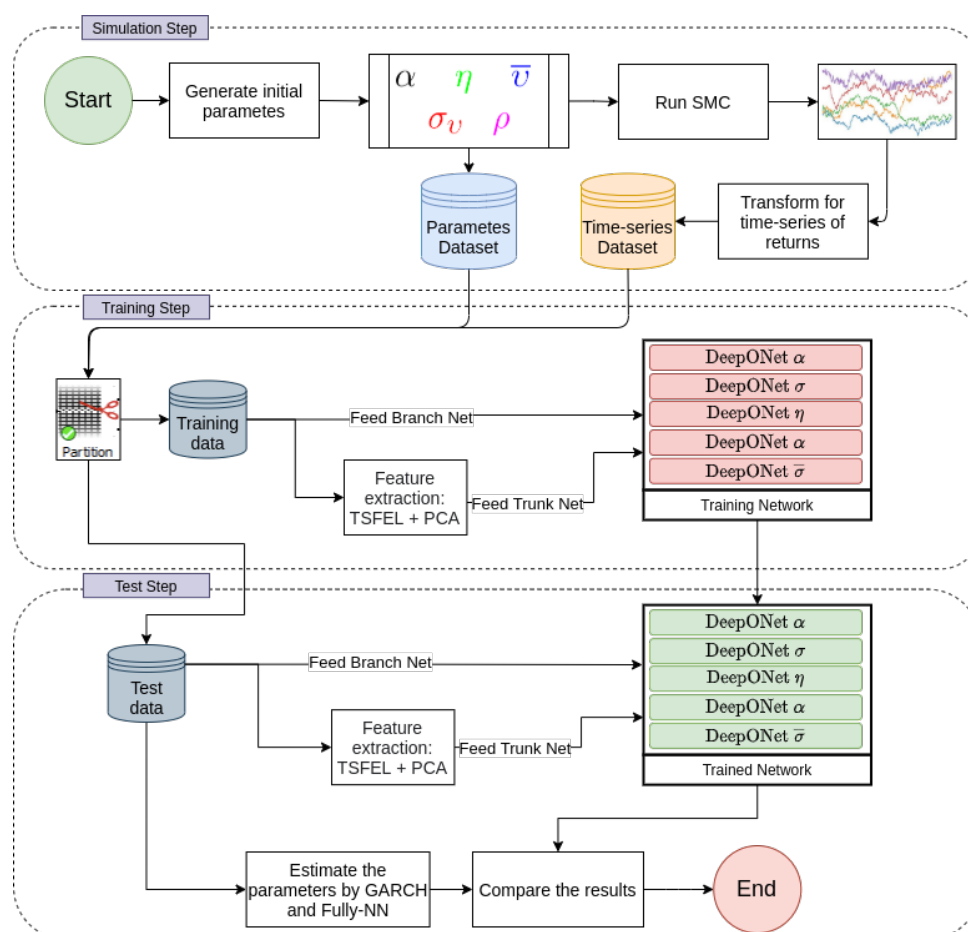 Simulation Step
Start
Generate initial
parametes
α η υ̅
σ_υ ρ
Run SMC
Parametes
Dataset
Time-series
Dataset
Transform for
time-series of
returns
Training Step
Partition
Training
data
Feed Branch Net
Feature
extraction:
TSFEL + PCA
Feed Trunk Net
DeepONet α
DeepONet σ
DeepONet η
DeepONet α
DeepONet σ̅
Training Network
Test Step
Test
data
Feed Branch Net
Feature
extraction:
TSFEL + PCA
Feed Trunk Net
DeepONet α
DeepONet σ
DeepONet η
DeepONet α
DeepONet σ̅
Trained Network
Estimate the
parameters by GARCH
and Fully-NN
Compare the results
End